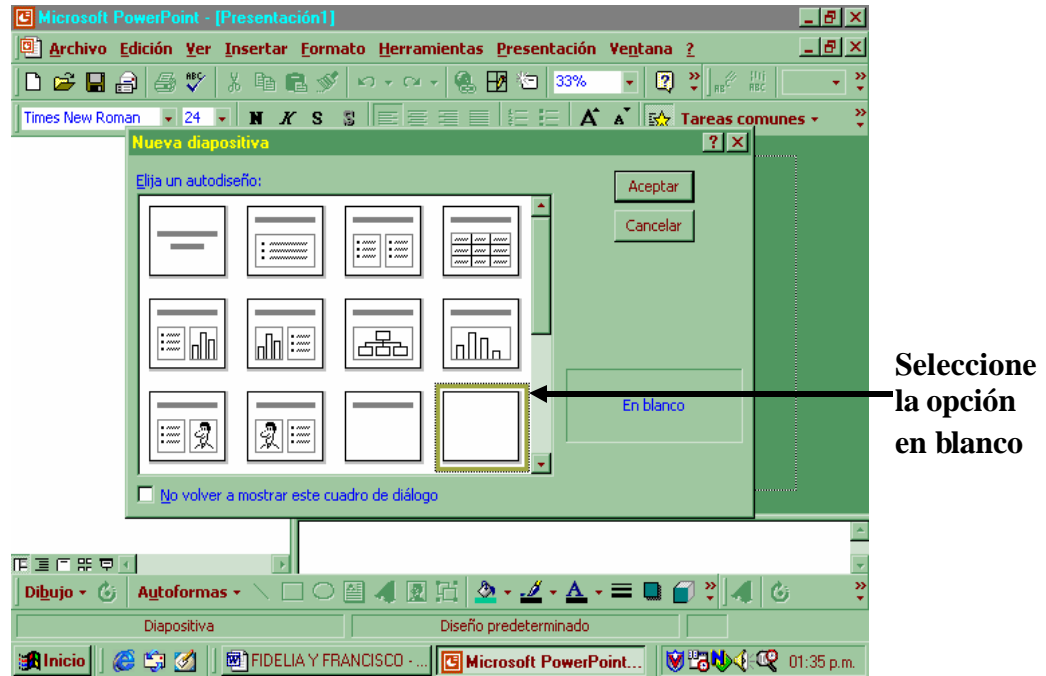 Microsoft PowerPoint - [Presentación1]
Archivo Edición Ver Insertar Formato Herramientas Presentación Ventana ?
33%
Times New Roman 24 N K S S Tareas comunes
Nueva diapositiva
Elija un autodiseño:
Aceptar
Cancelar
En blanco
No volver a mostrar este cuadro de diálogo
Seleccione
la opción
en blanco
Dibujo Autoformas
Diapositiva Diseño predeterminado
Inicio FIDELIA Y FRANCISCO - ... Microsoft PowerPoint... 01:35 p.m.